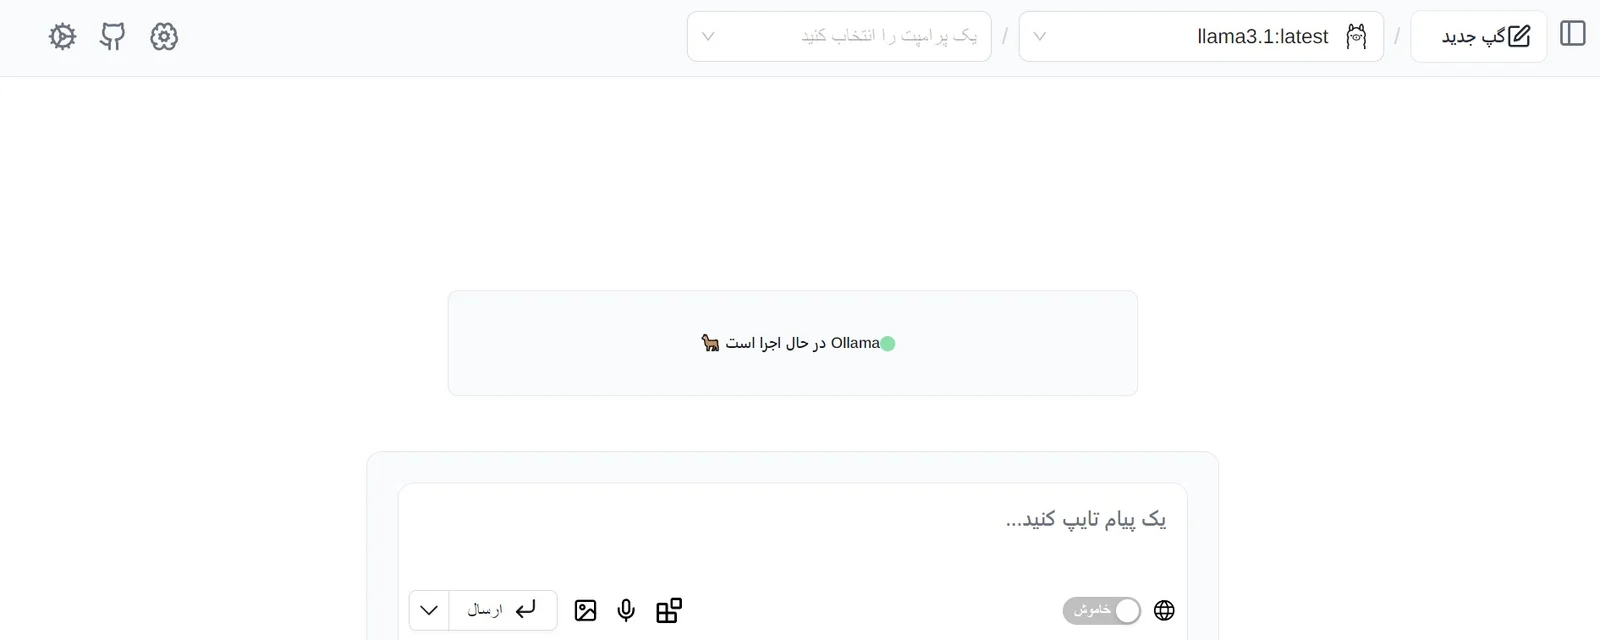 گپ جدید
llama3.1:latest
یک پرامپت را انتخاب کنید
Ollama در حال اجرا است 🐕
یک پیام تایپ کنید...
خاموش
ارسال